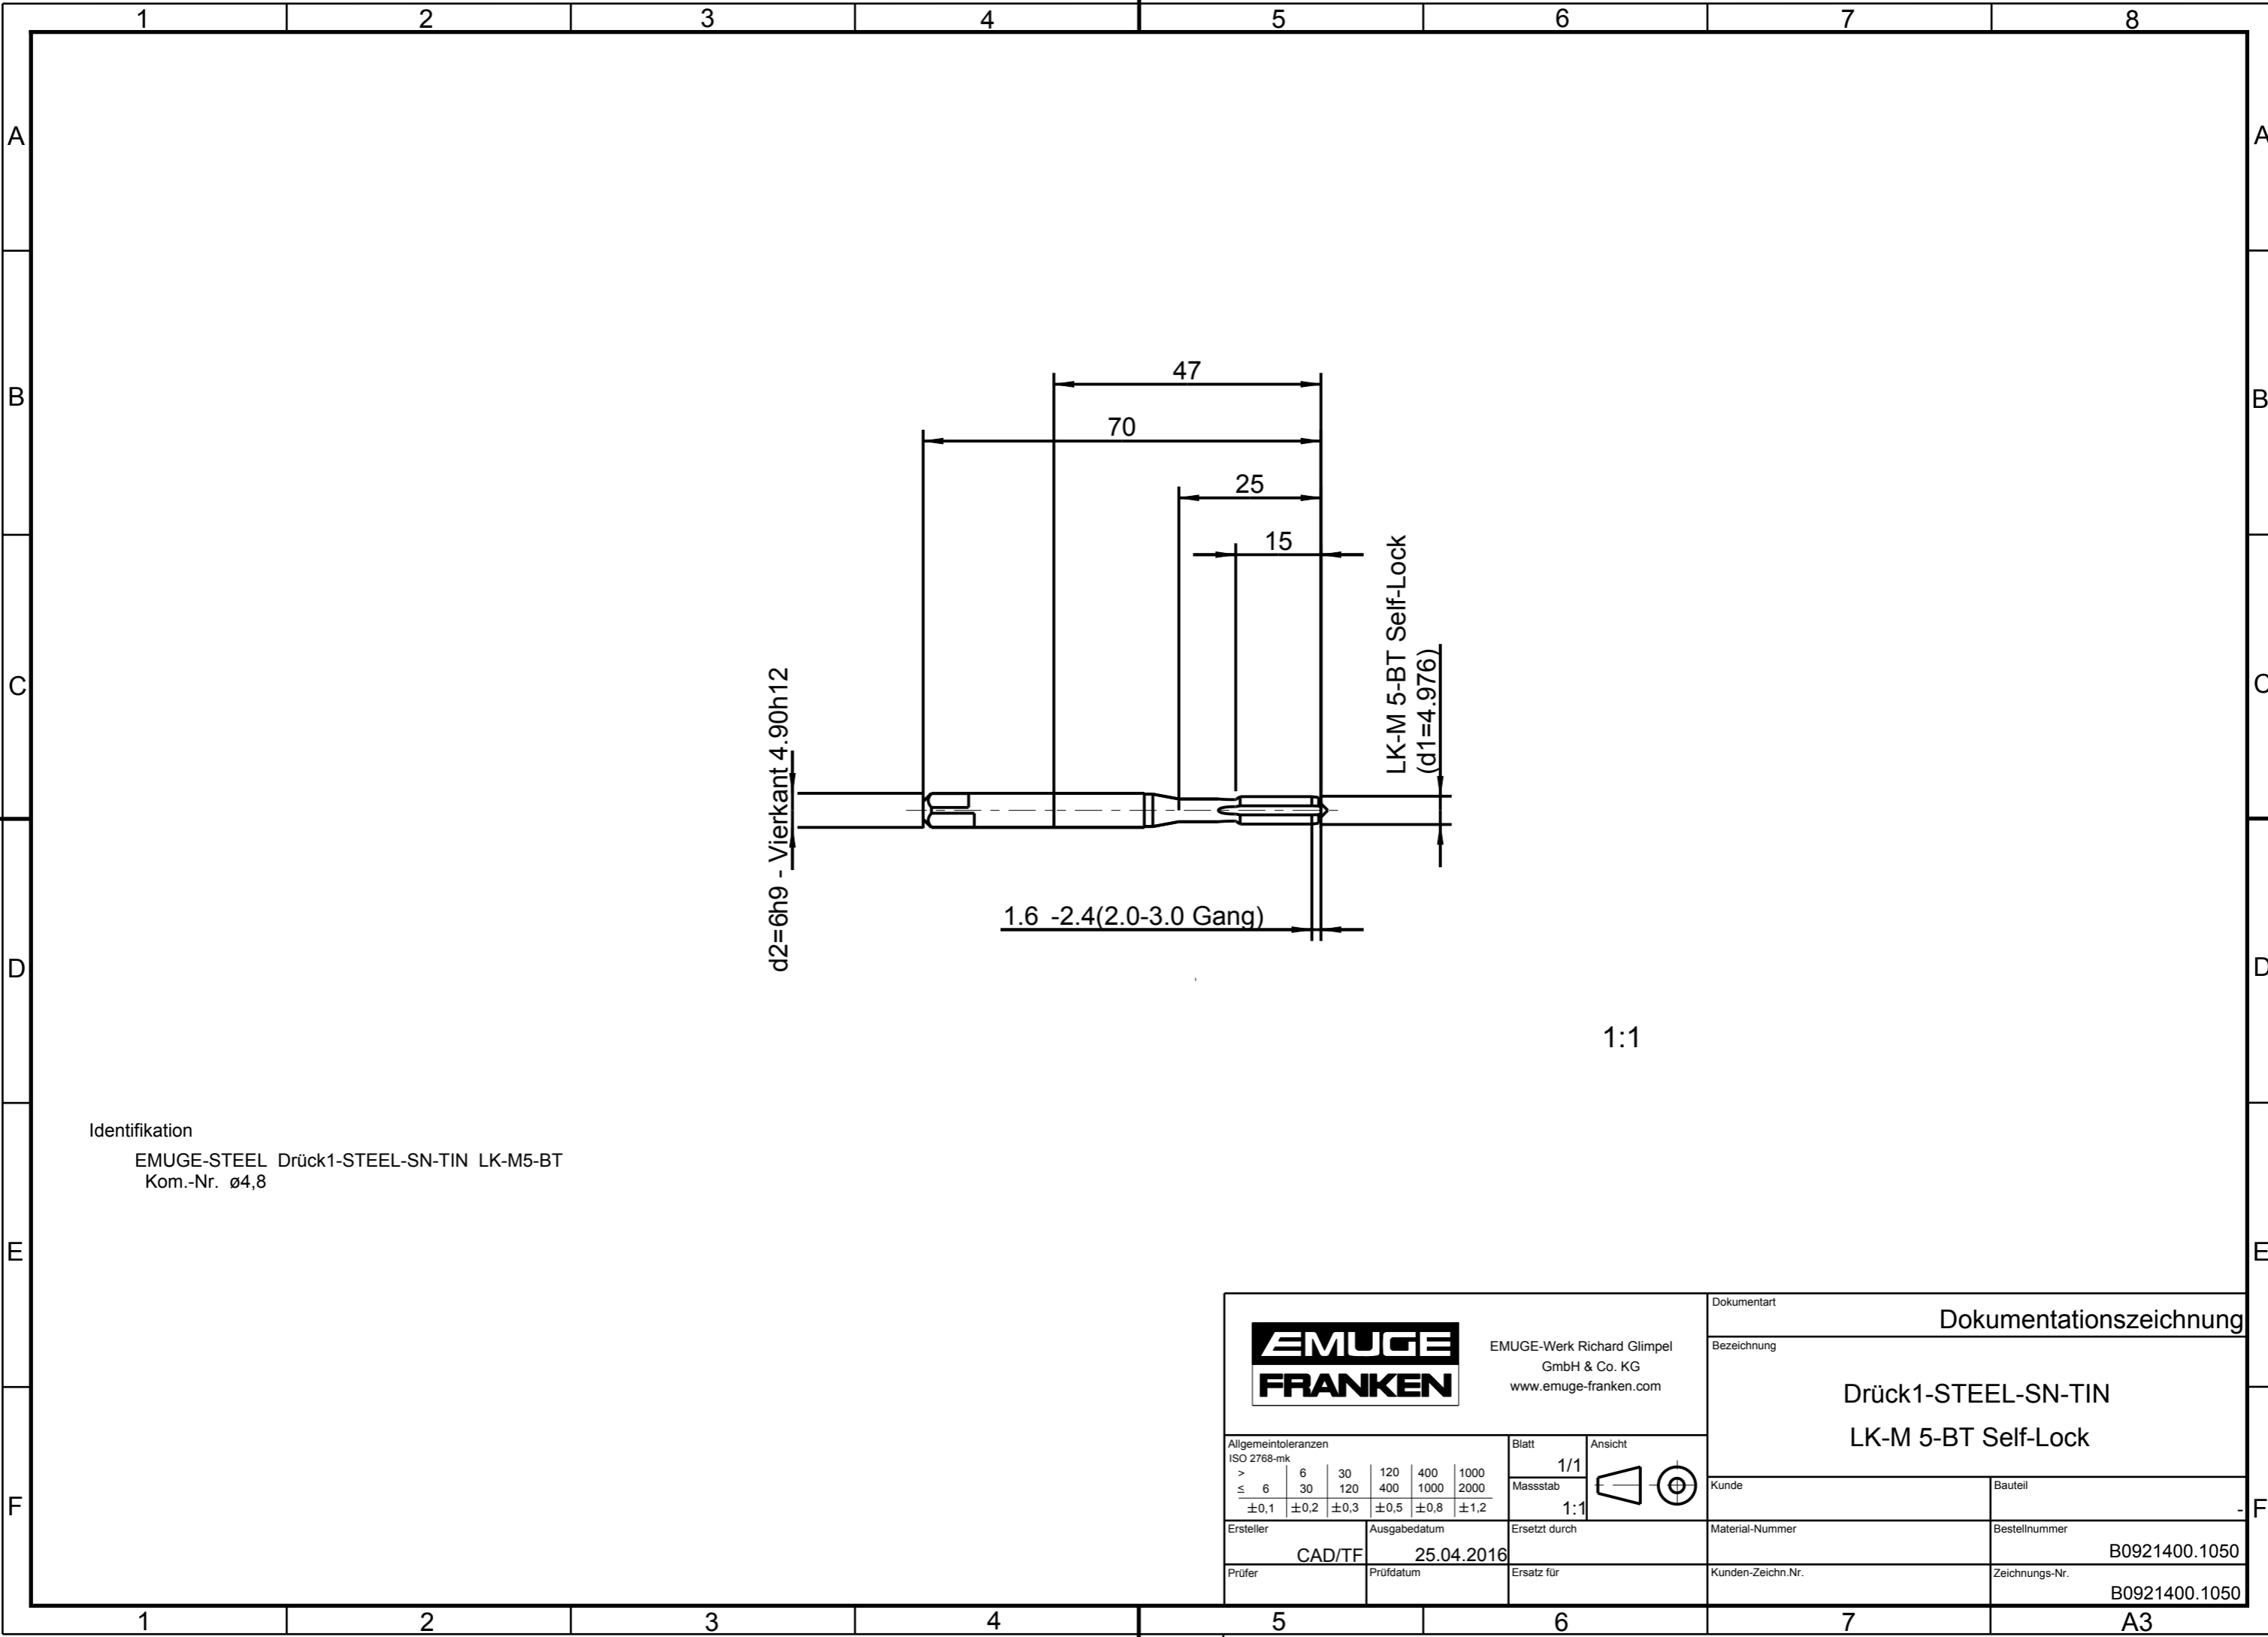 1 2 3 4 5 6 7 8
A A
B B
C C
D D
E E
F F
47
70
25
15
LK-M 5-BT Self-Lock
(d1=4.976)
d2=6h9 - Vierkant 4.90h12
1.6 -2.4(2.0-3.0 Gang)
1:1
Identifikation
EMUGE-STEEL Drück1-STEEL-SN-TIN LK-M5-BT
Kom.-Nr. ø4,8
EMUGE
FRANKEN
EMUGE-Werk Richard Glimpel
GmbH & Co. KG
www.emuge-franken.com
Dokumentart
Dokumentationszeichnung
Bezeichnung
Drück1-STEEL-SN-TIN
LK-M 5-BT Self-Lock
Allgemeintoleranzen
ISO 2768-mk
> 6 30 120 400 1000
≤ 6 30 120 400 1000 2000
±0,1 ±0,2 ±0,3 ±0,5 ±0,8 ±1,2
Blatt
1/1
Massstab
1:1
Ansicht
Kunde
Bauteil
-
Ersteller
CAD/TF
Ausgabedatum
25.04.2016
Ersetzt durch
Material-Nummer
Bestellnummer
B0921400.1050
Prüfer
Prüfdatum
Ersatz für
Kunden-Zeichn.Nr.
Zeichnungs-Nr.
B0921400.1050
1 2 3 4 5 6 7 A3